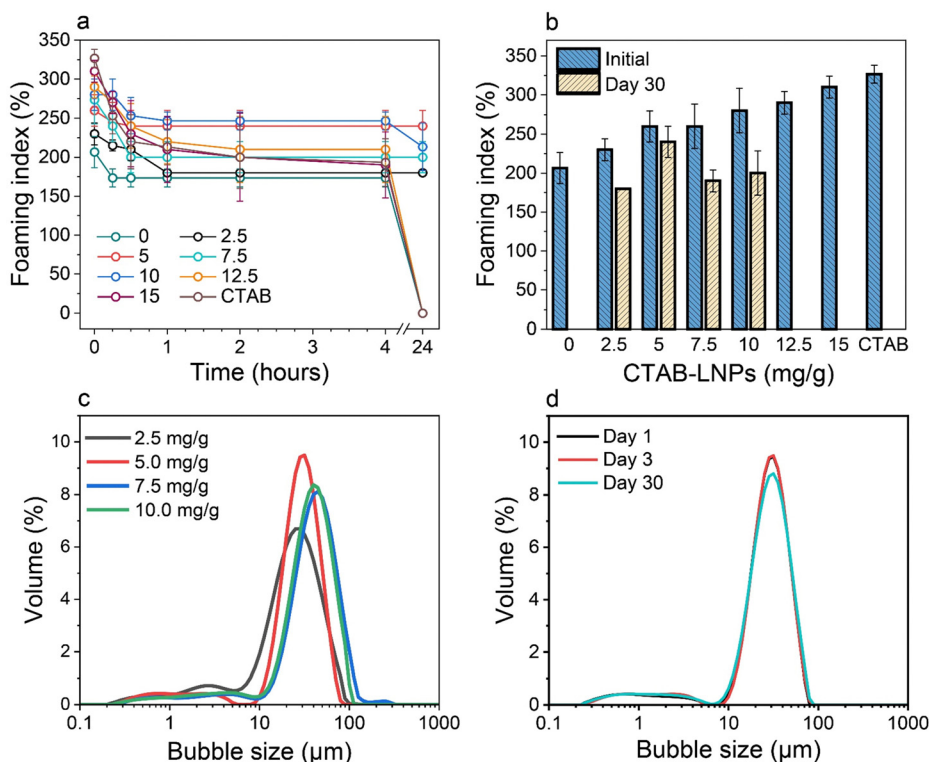 a
350
300
250
200
150
100
50
0
Foaming index (%)
0 2.5
5 7.5
10 12.5
15 CTAB
0 1 2 3 4 24
Time (hours)
b
350
300
250
200
150
100
50
0
Foaming index (%)
Initial
Day 30
0 2.5 5 7.5 10 12.5 15 CTAB
CTAB-LNPs (mg/g)
c
10
8
6
4
2
0
Volume (%)
2.5 mg/g
5.0 mg/g
7.5 mg/g
10.0 mg/g
0.1 1 10 100 1000
Bubble size (µm)
d
10
8
6
4
2
0
Volume (%)
Day 1
Day 3
Day 30
0.1 1 10 100 1000
Bubble size (µm)